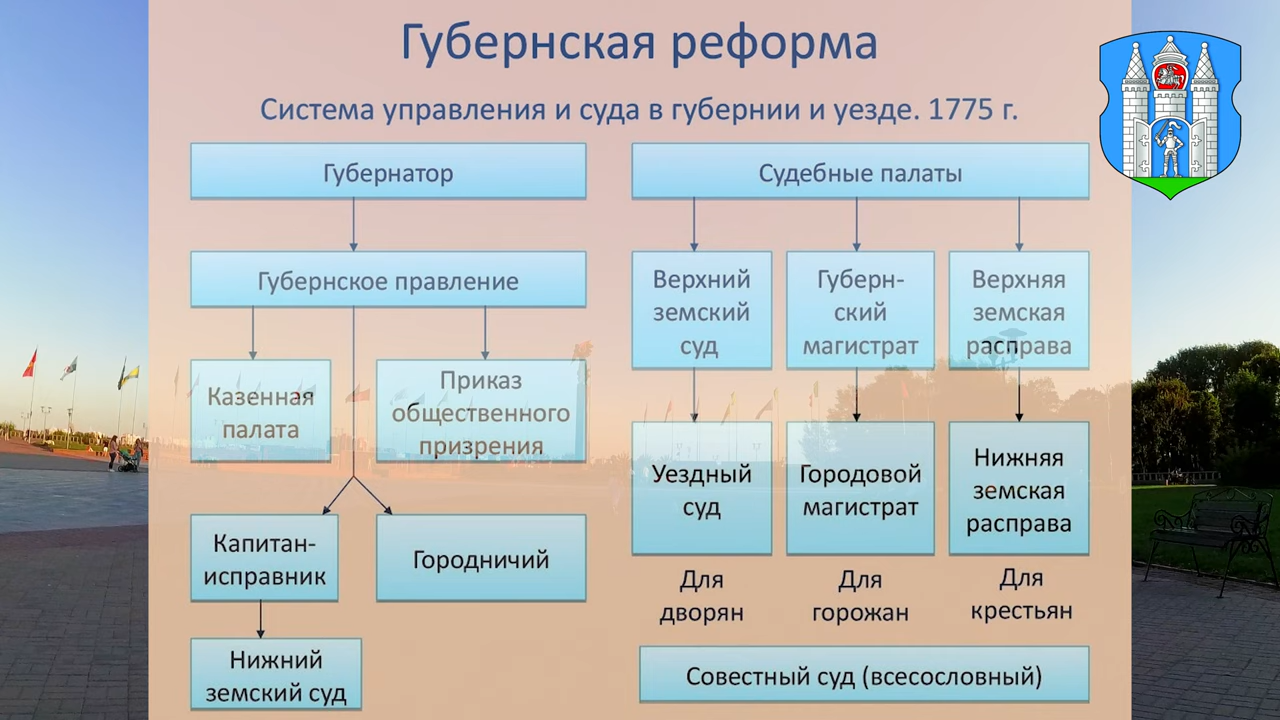 Губернская реформа
Система управления и суда в губернии и уезде. 1775 г.
Губернатор
Губернское правление
Казенная
палата
Приказ
общественного
призрения
Капитан-
исправник
Городничий
Нижний
земский суд
Судебные палаты
Верхний
земский
суд
Губерн-
ский
магистрат
Верхняя
земская
расправа
Уездный
суд
Городовой
магистрат
Нижняя
земская
расправа
Для
дворян
Для
горожан
Для
крестьян
Совестный суд (всесословный)